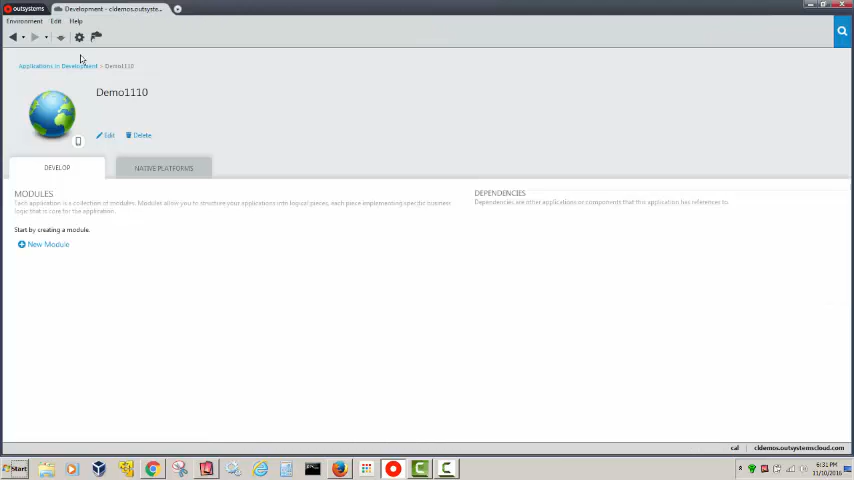 outsystems
Development - cldemos.outsyste...
Environment Edit Help
Applications in Development > Demo1110
Demo1110
Edit Delete
DEVELOP NATIVE PLATFORMS
MODULES
Each application is a collection of modules. Modules allow you to structure your applications into logical pieces, each piece implementing specific business
logic that is core for the application.
Start by creating a module.
New Module
DEPENDENCIES
Dependencies are other applications or components that this application has references to.
cal cldemos.outsystemscloud.com
Start
6:31 PM
11/10/2016